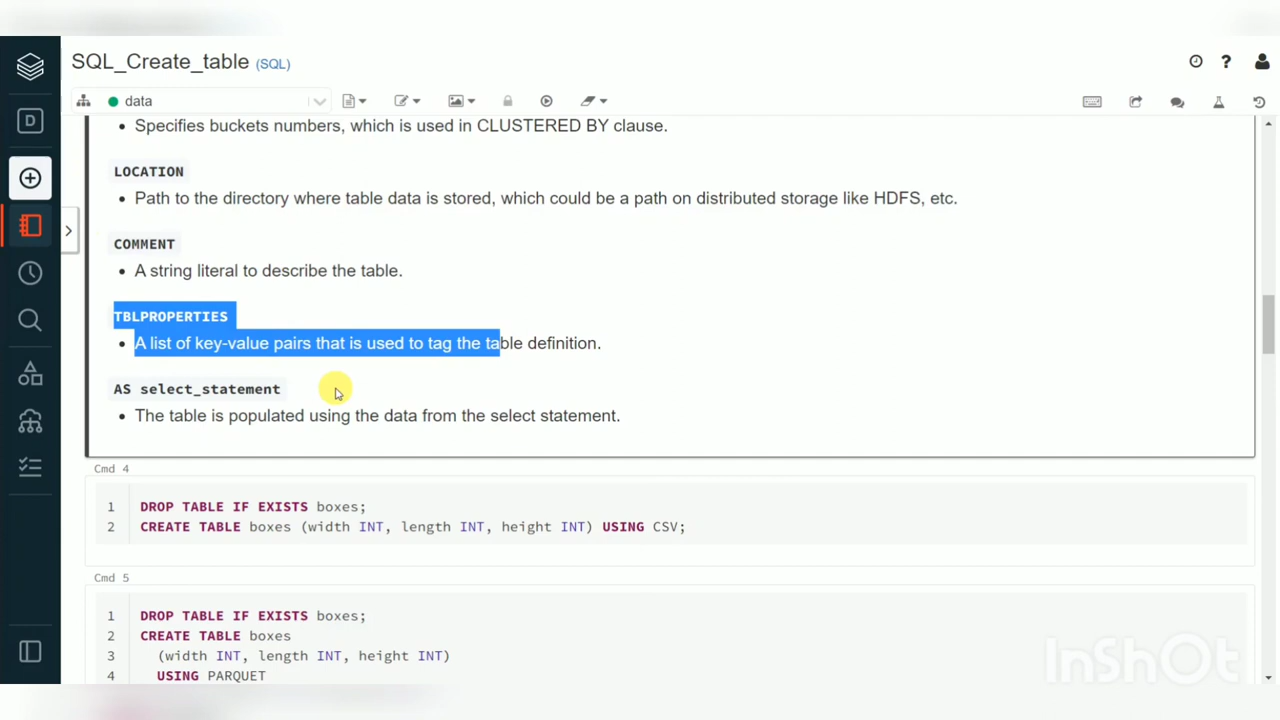 SQL_Create_table (SQL)
data
Specifies buckets numbers, which is used in CLUSTERED BY clause.
LOCATION
Path to the directory where table data is stored, which could be a path on distributed storage like HDFS, etc.
COMMENT
A string literal to describe the table.
TBLPROPERTIES
A list of key-value pairs that is used to tag the table definition.
AS select_statement
The table is populated using the data from the select statement.
Cmd 4
1 DROP TABLE IF EXISTS boxes;
2 CREATE TABLE boxes (width INT, length INT, height INT) USING CSV;
Cmd 5
1 DROP TABLE IF EXISTS boxes;
2 CREATE TABLE boxes
3 (width INT, length INT, height INT)
4 USING PARQUET
InShOt